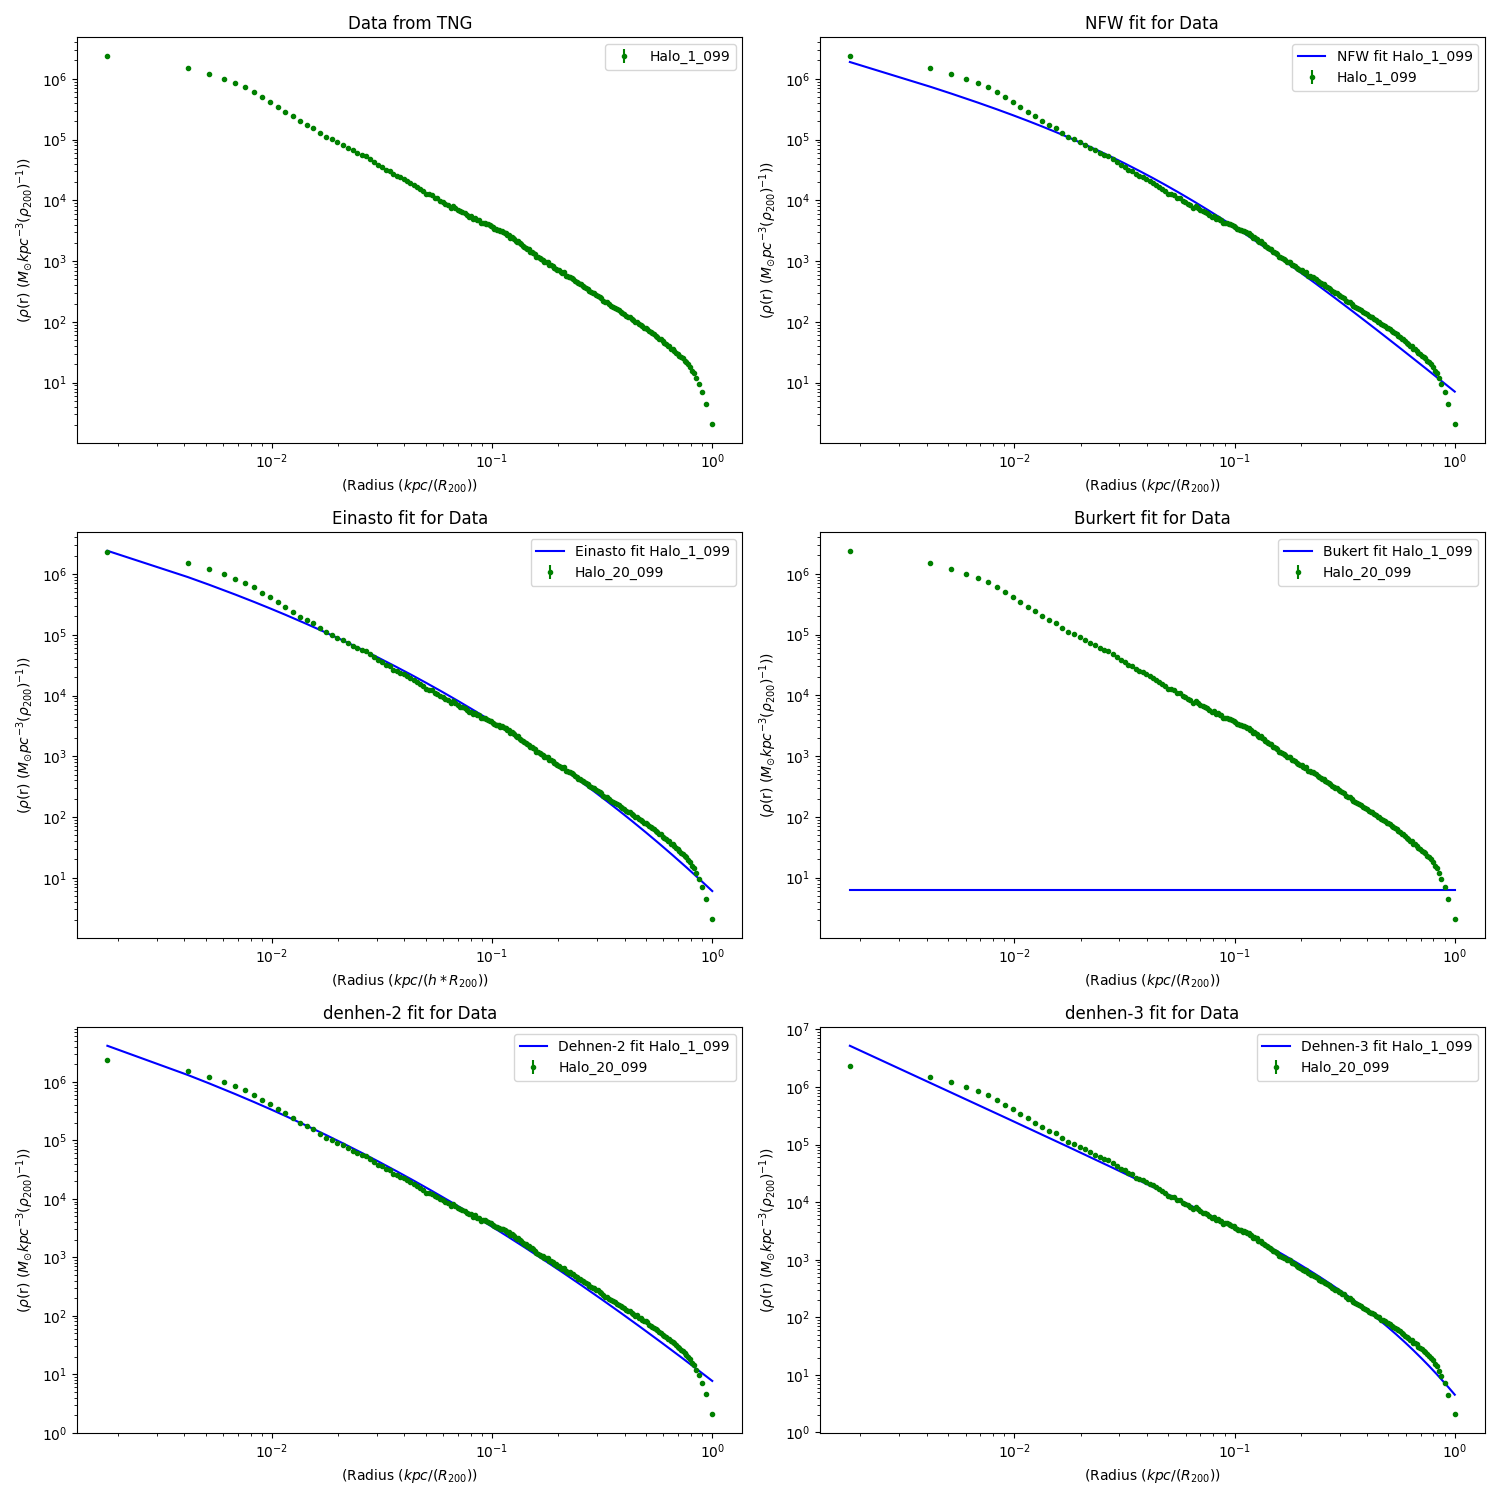 Data from TNG
Halo_1_099
10⁶
10⁵
10⁴
10³
10²
10¹
(ρ(r) (M⊙kpc⁻³(ρ₂₀₀)⁻¹))
10⁻² 10⁻¹ 10⁰
(Radius (kpc/(R₂₀₀))
NFW fit for Data
NFW fit Halo_1_099
Halo_1_099
10⁶
10⁵
10⁴
10³
10²
10¹
(ρ(r) (M⊙pc⁻³(ρ₂₀₀)⁻¹))
10⁻² 10⁻¹ 10⁰
(Radius (kpc/(R₂₀₀))
Einasto fit for Data
Einasto fit Halo_1_099
Halo_20_099
10⁶
10⁵
10⁴
10³
10²
10¹
(ρ(r) (M⊙pc⁻³(ρ₂₀₀)⁻¹))
10⁻² 10⁻¹ 10⁰
(Radius (kpc/(h * R₂₀₀))
Burkert fit for Data
Bukert fit Halo_1_099
Halo_20_099
10⁶
10⁵
10⁴
10³
10²
10¹
(ρ(r) (M⊙kpc⁻³(ρ₂₀₀)⁻¹))
10⁻² 10⁻¹ 10⁰
(Radius (kpc/(R₂₀₀))
denhen-2 fit for Data
Dehnen-2 fit Halo_1_099
Halo_20_099
10⁶
10⁵
10⁴
10³
10²
10¹
10⁰
(ρ(r) (M⊙kpc⁻³(ρ₂₀₀)⁻¹))
10⁻² 10⁻¹ 10⁰
(Radius (kpc/(R₂₀₀))
denhen-3 fit for Data
Dehnen-3 fit Halo_1_099
Halo_20_099
10⁷
10⁶
10⁵
10⁴
10³
10²
10¹
10⁰
(ρ(r) (M⊙kpc⁻³(ρ₂₀₀)⁻¹))
10⁻² 10⁻¹ 10⁰
(Radius (kpc/(R₂₀₀))